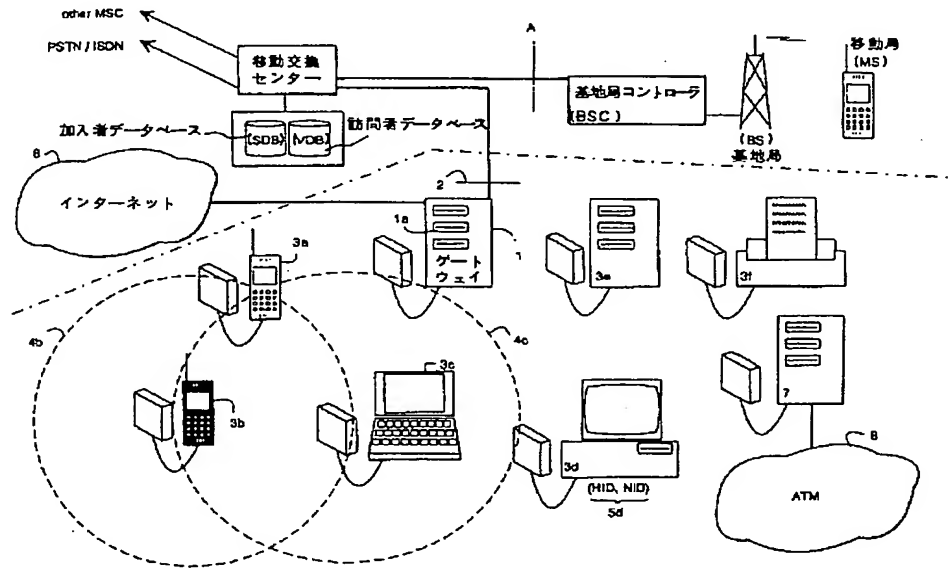 other MSC
PSTN / ISDN
移動交換
センター
A
移動局
(MS)
基地局コントローラ
(BSC)
(BS)
基地局
加入者データベース
(SDB)
(VDB)
訪問者データベース
6
インターネット
2
1a
ゲート
ウェイ
1
3a
3e
3f
4b
4c
3b
3c
3d
(HID, NID)
5d
7
8
ATM